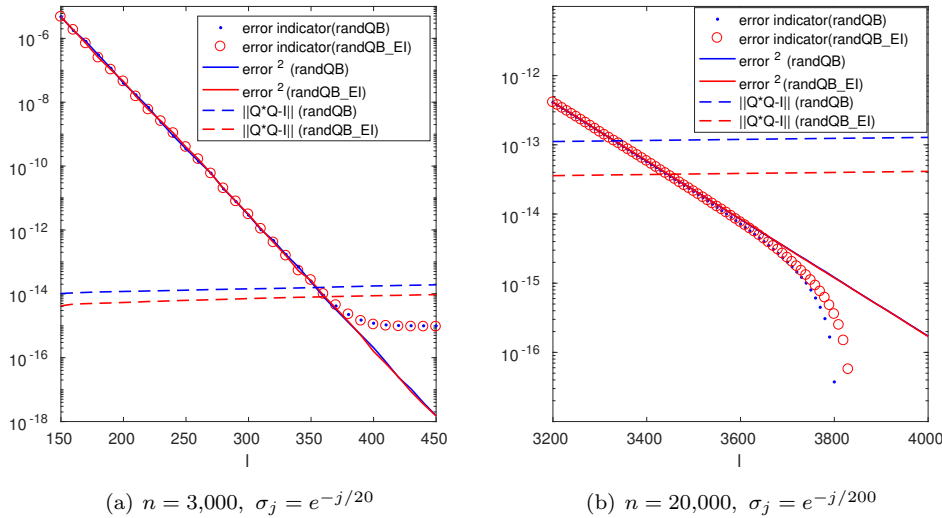 10^-6
10^-8
10^-10
10^-12
10^-14
10^-16
10^-18
150 200 250 300 350 400 450
l
error indicator(randQB)
error indicator(randQB_EI)
error ^2 (randQB)
error ^2 (randQB_EI)
||Q*Q-I|| (randQB)
||Q*Q-I|| (randQB_EI)
(a) n = 3,000, σ_j = e^{-j/20}
10^-12
10^-13
10^-14
10^-15
10^-16
3200 3400 3600 3800 4000
l
error indicator(randQB)
error indicator(randQB_EI)
error ^2 (randQB)
error ^2 (randQB_EI)
||Q*Q-I|| (randQB)
||Q*Q-I|| (randQB_EI)
(b) n = 20,000, σ_j = e^{-j/200}